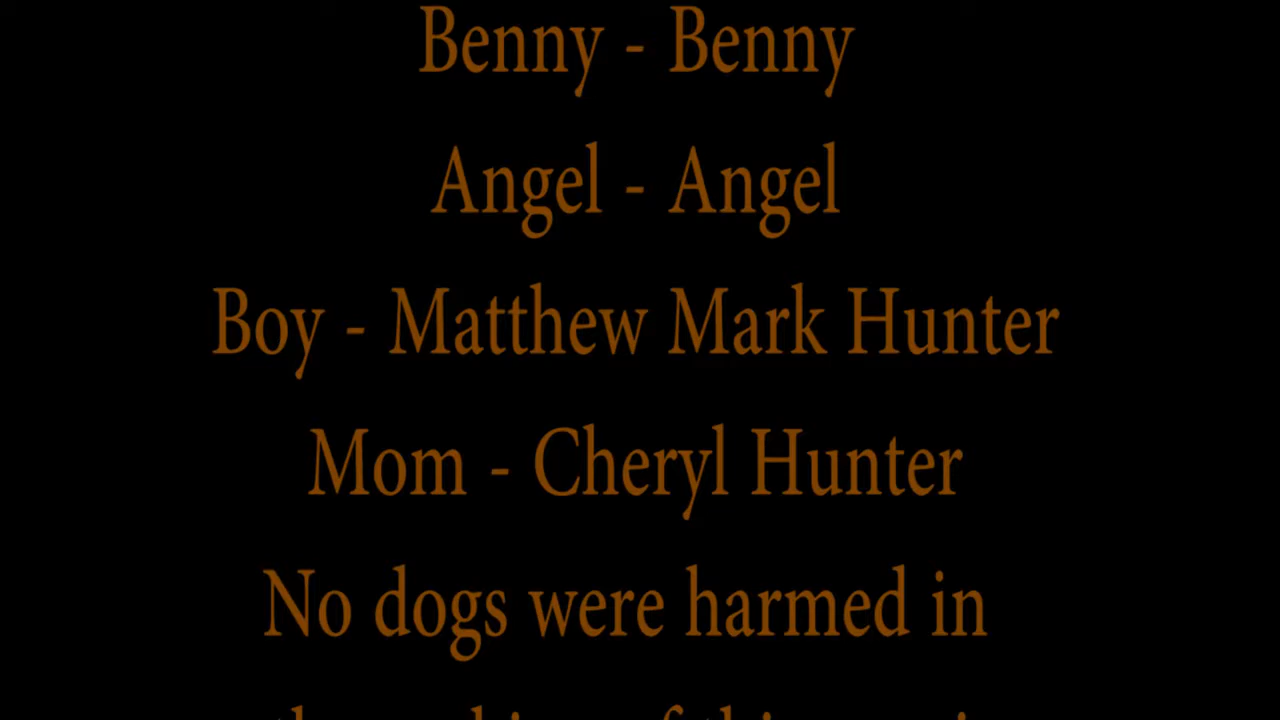 Benny - Benny
Angel - Angel
Boy - Matthew Mark Hunter
Mom - Cheryl Hunter
No dogs were harmed in